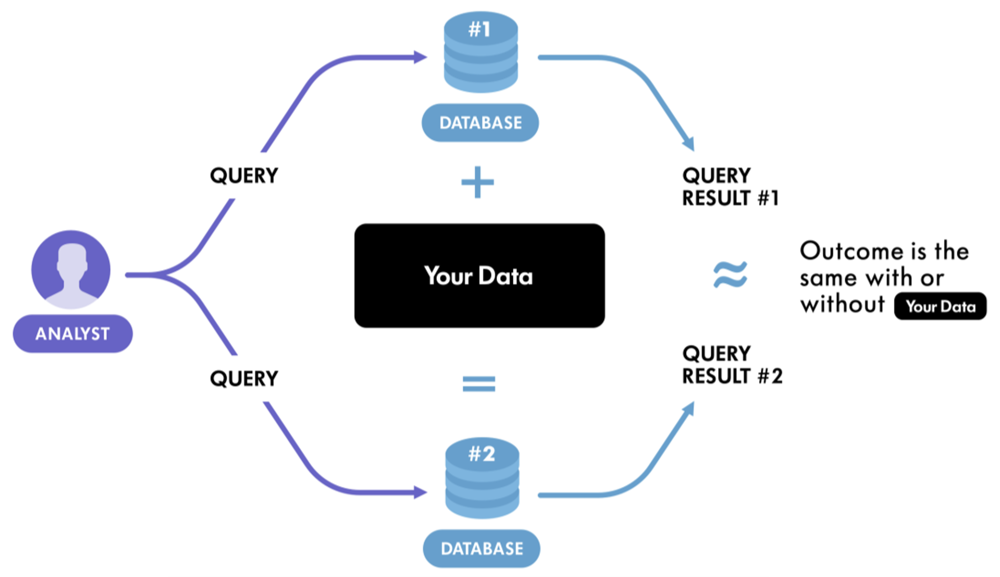 #1
DATABASE
+
QUERY
QUERY
RESULT #1
Your Data
≈
Outcome is the
same with or
without Your Data
ANALYST
QUERY
QUERY
RESULT #2
=
#2
DATABASE